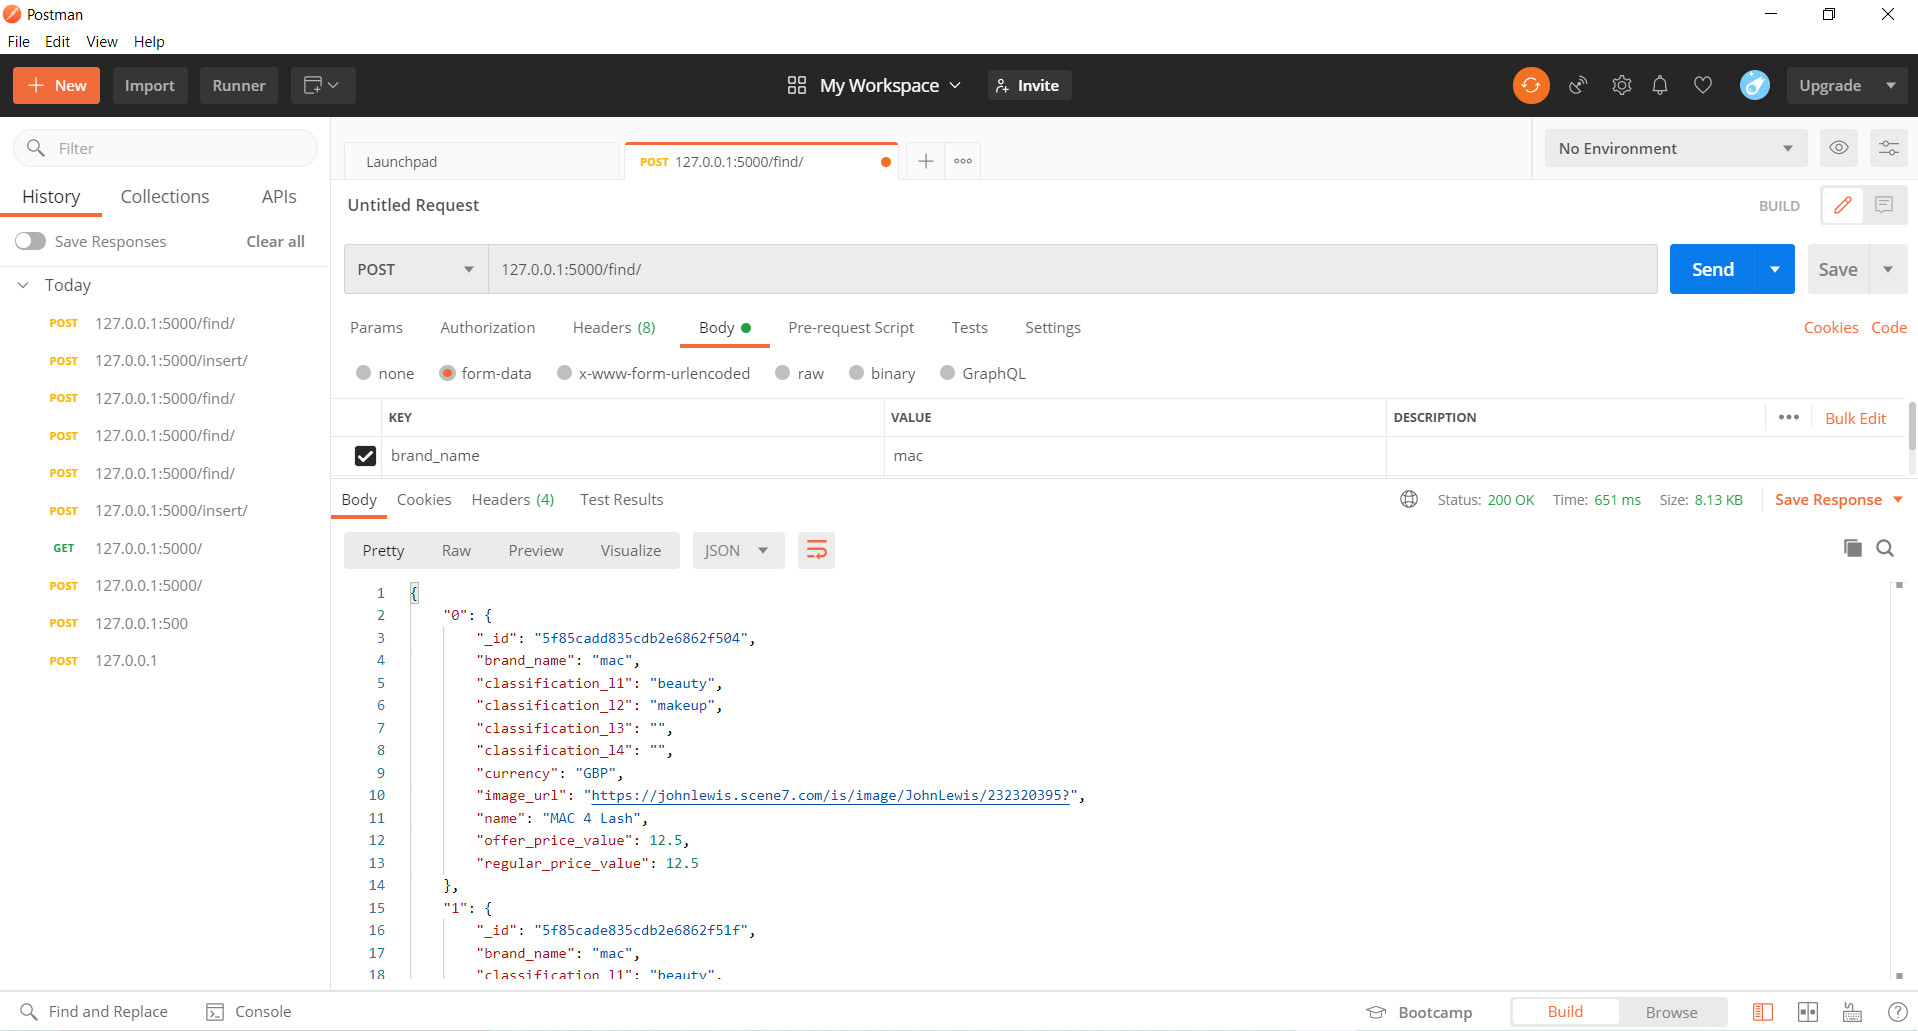 Postman
File Edit View Help
New Import Runner My Workspace Invite Upgrade
Filter
History Collections APIs
Save Responses Clear all
Today
POST 127.0.0.1:5000/find/
POST 127.0.0.1:5000/insert/
POST 127.0.0.1:5000/find/
POST 127.0.0.1:5000/find/
POST 127.0.0.1:5000/find/
POST 127.0.0.1:5000/insert/
GET 127.0.0.1:5000/
POST 127.0.0.1:5000/
POST 127.0.0.1:500
POST 127.0.0.1
Launchpad POST 127.0.0.1:5000/find/ No Environment
Untitled Request BUILD
POST 127.0.0.1:5000/find/ Send Save
Params Authorization Headers (8) Body Pre-request Script Tests Settings Cookies Code
none form-data x-www-form-urlencoded raw binary GraphQL
KEY VALUE DESCRIPTION Bulk Edit
brand_name mac
Body Cookies Headers (4) Test Results Status: 200 OK Time: 651 ms Size: 8.13 KB Save Response
Pretty Raw Preview Visualize JSON
1 {
2 "0": {
3 "_id": "5f85cadd835cdb2e6862f504",
4 "brand_name": "mac",
5 "classification_l1": "beauty",
6 "classification_l2": "makeup",
7 "classification_l3": "",
8 "classification_l4": "",
9 "currency": "GBP",
10 "image_url": "https://johnlewis.scene7.com/is/image/JohnLewis/232320395?",
11 "name": "MAC 4 Lash",
12 "offer_price_value": 12.5,
13 "regular_price_value": 12.5
14 },
15 "1": {
16 "_id": "5f85cade835cdb2e6862f51f",
17 "brand_name": "mac",
18 "classification_l1": "beauty",
Find and Replace Console Bootcamp Build Browse